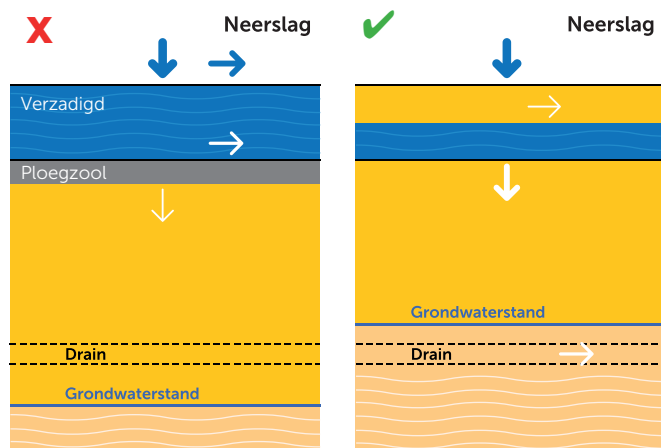 X
Neerslag
Verzadigd
Ploegzool
Drain
Grondwaterstand
Neerslag
Grondwaterstand
Drain